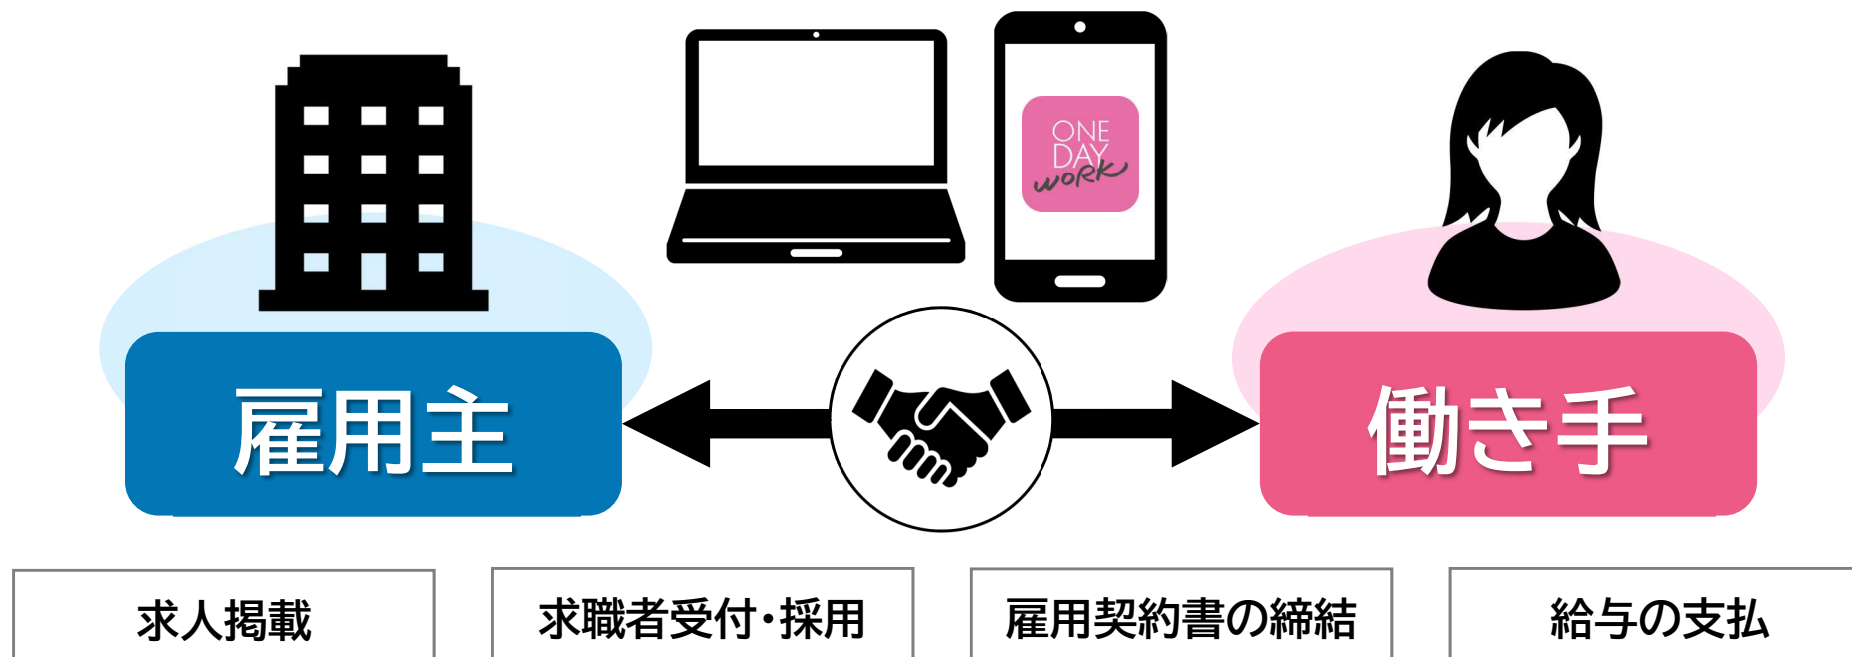 ONE
DAY
WORK
雇用主
働き手
求人掲載
求職者受付・採用
雇用契約書の締結
給与の支払